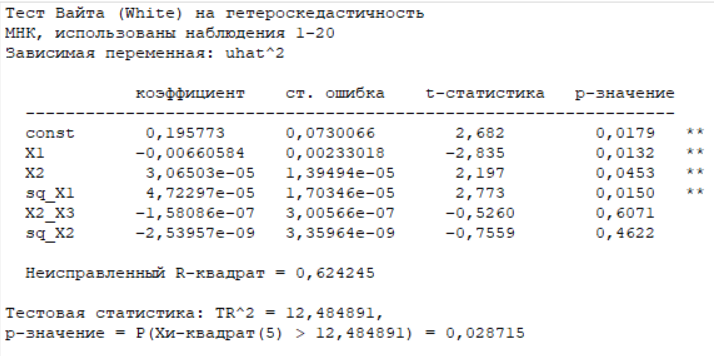 Тест Вайта (White) на гетероскедастичность
МНК, использованы наблюдения 1-20
Зависимая переменная: uhat^2
коэффициент ст. ошибка t-статистика p-значение
-----------------------------------------------------------------
const 0,195773 0,0730066 2,682 0,0179 **
X1 -0,00660584 0,00233018 -2,835 0,0132 **
X2 3,06503e-05 1,39494e-05 2,197 0,0453 **
sq_X1 4,72297e-05 1,70346e-05 2,773 0,0150 **
X2_X3 -1,58086e-07 3,00566e-07 -0,5260 0,6071
sq_X2 -2,53957e-09 3,35964e-09 -0,7559 0,4622
Неисправленный R-квадрат = 0,624245
Тестовая статистика: TR^2 = 12,484891,
p-значение = P(Хи-квадрат(5) > 12,484891) = 0,028715